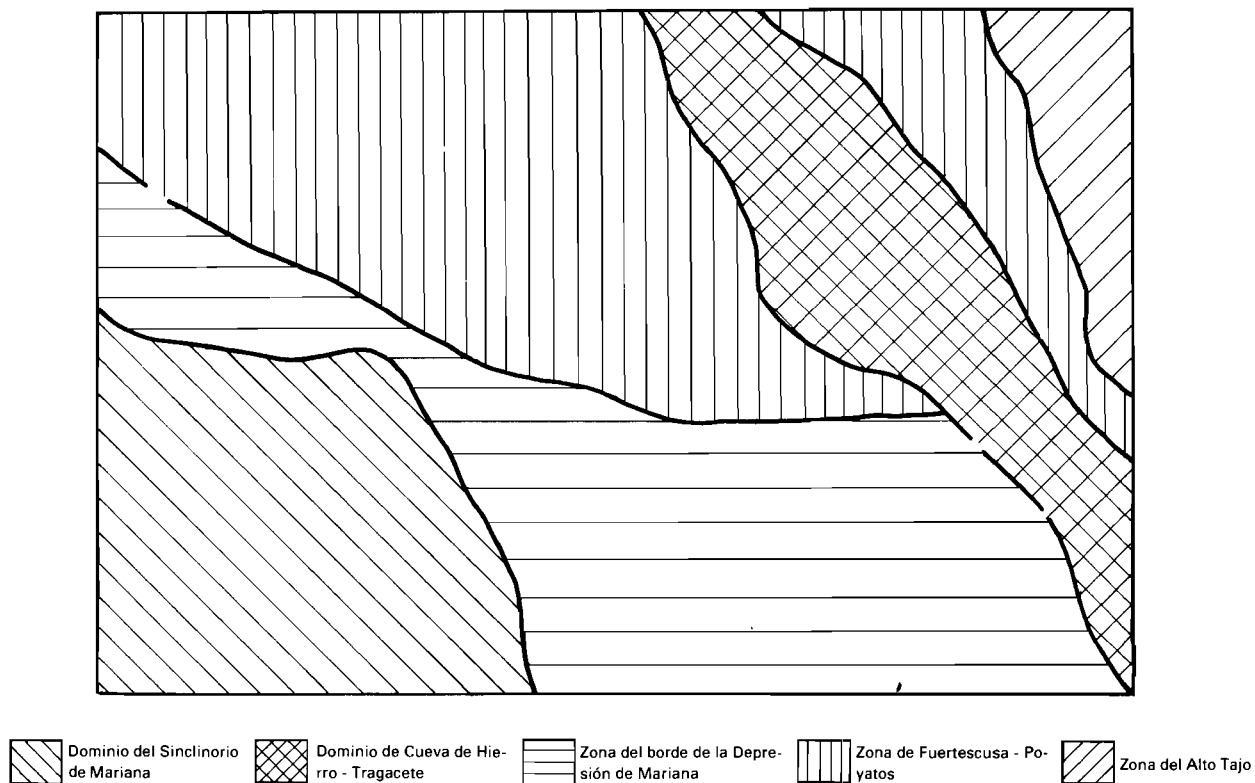 Dominio del Sinclinorio
de Mariana
Dominio de Cueva de Hie-
rro - Tragacete
Zona del borde de la Depre-
sión de Mariana
Zona de Fuertescusa - Po-
yatos
Zona del Alto Tajo